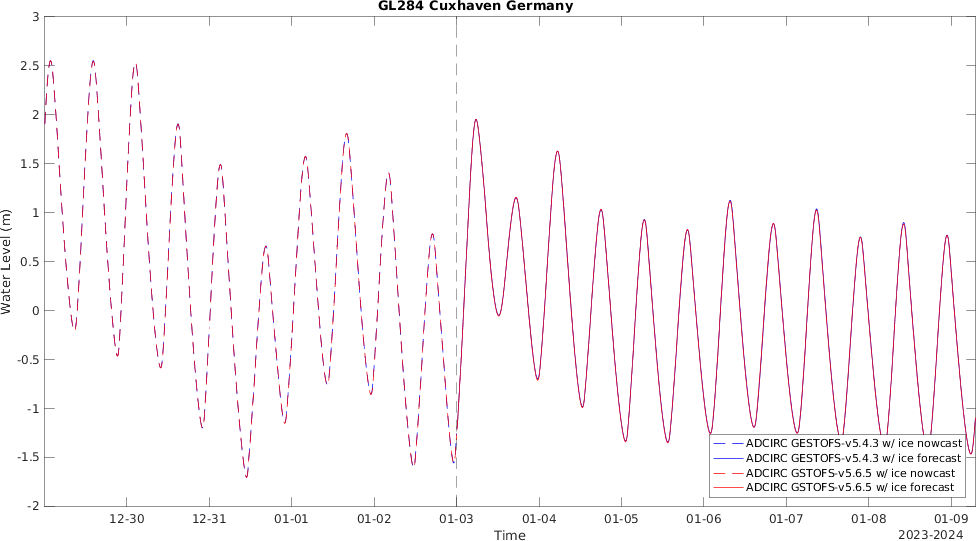 GL284 Cuxhaven Germany
3
2.5
2
1.5
1
0.5
0
-0.5
-1
-1.5
-2
Water Level (m)
ADCIRC GESTOFS-v5.4.3 w/ ice nowcast
ADCIRC GESTOFS-v5.4.3 w/ ice forecast
ADCIRC GSTOFS-v5.6.5 w/ ice nowcast
ADCIRC GSTOFS-v5.6.5 w/ ice forecast
12-30 12-31 01-01 01-02 01-03 01-04 01-05 01-06 01-07 01-08 01-09
Time
2023-2024